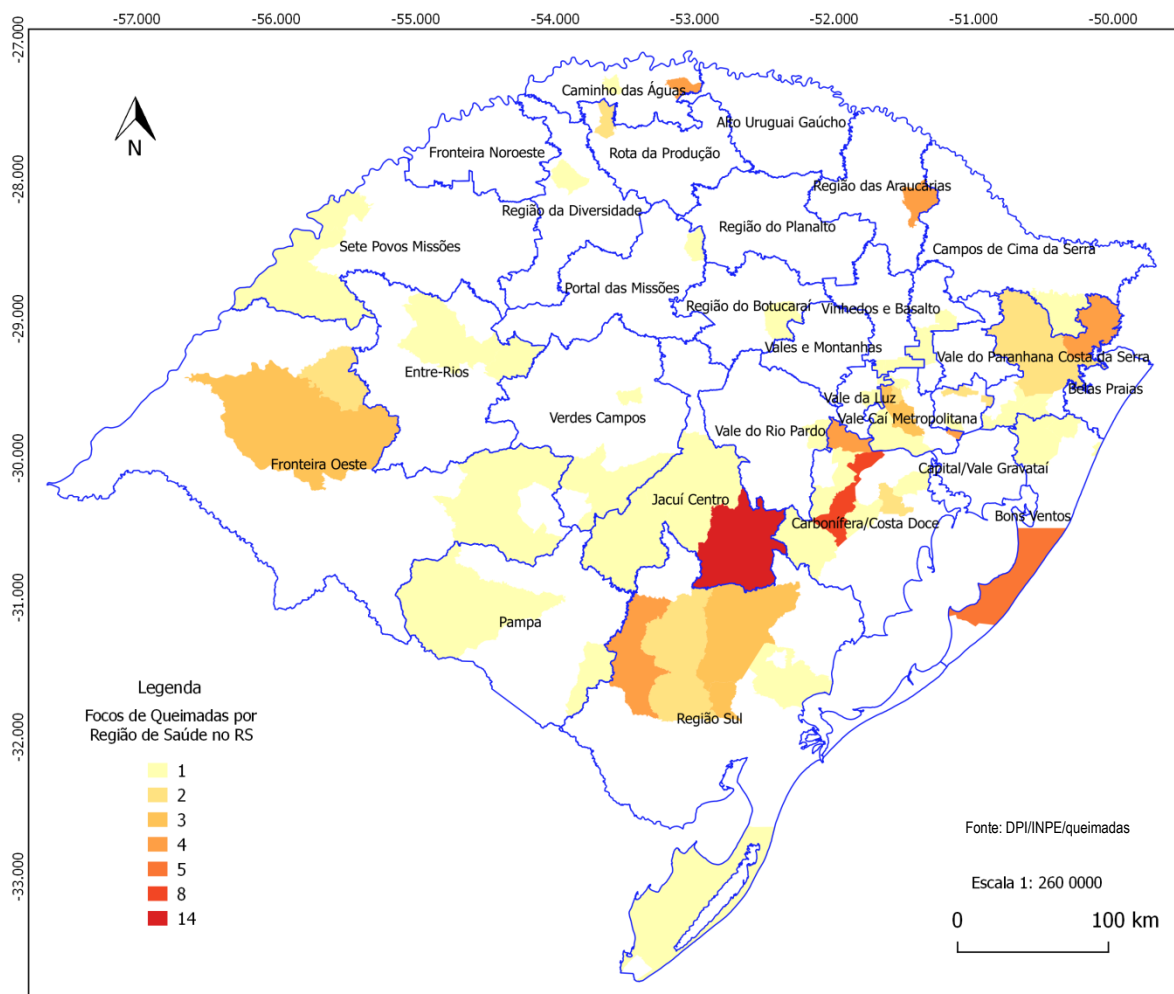 -57.000 -56.000 -55.000 -54.000 -53.000 -52.000 -51.000 -50.000
-27.000
-28.000
-29.000
-30.000
-31.000
-32.000
-33.000
N
Caminho das Águas
Alto Uruguai Gaúcho
Fronteira Noroeste
Rota da Produção
Região das Araucárias
Região da Diversidade
Região do Planalto
Sete Povos Missões
Campos de Cima da Serra
Portal das Missões
Região do Botucaraí
Vinhedos e Basalto
Vales e Montanhas
Vale do Paranhana Costa da Serra
Entre-Rios
Belas Praias
Vale da Luz
Verdes Campos
Vale Caí Metropolitana
Vale do Rio Pardo
Fronteira Oeste
Capital/Vale Gravataí
Jacuí Centro
Bons Ventos
Carbonífera/Costa Doce
Pampa
Região Sul
Legenda
Focos de Queimadas por
Região de Saúde no RS
1
2
3
4
5
8
14
Fonte: DPI/INPE/queimadas
Escala 1: 260 0000
0 100 km